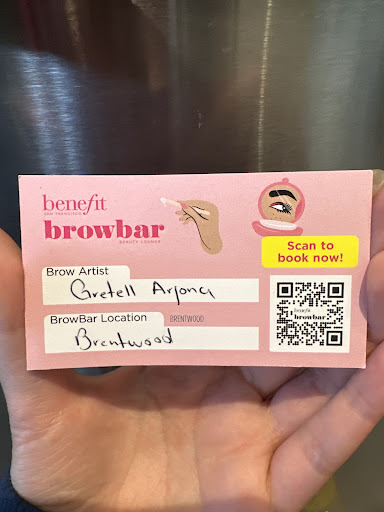 benefit
SAN FRANCISCO
browbar
BEAUTY LOUNGE
Scan to
book now!
Brow Artist
Gretell Arjona
BrowBar Location BRENTWOOD
Brentwood
benefit
browbar